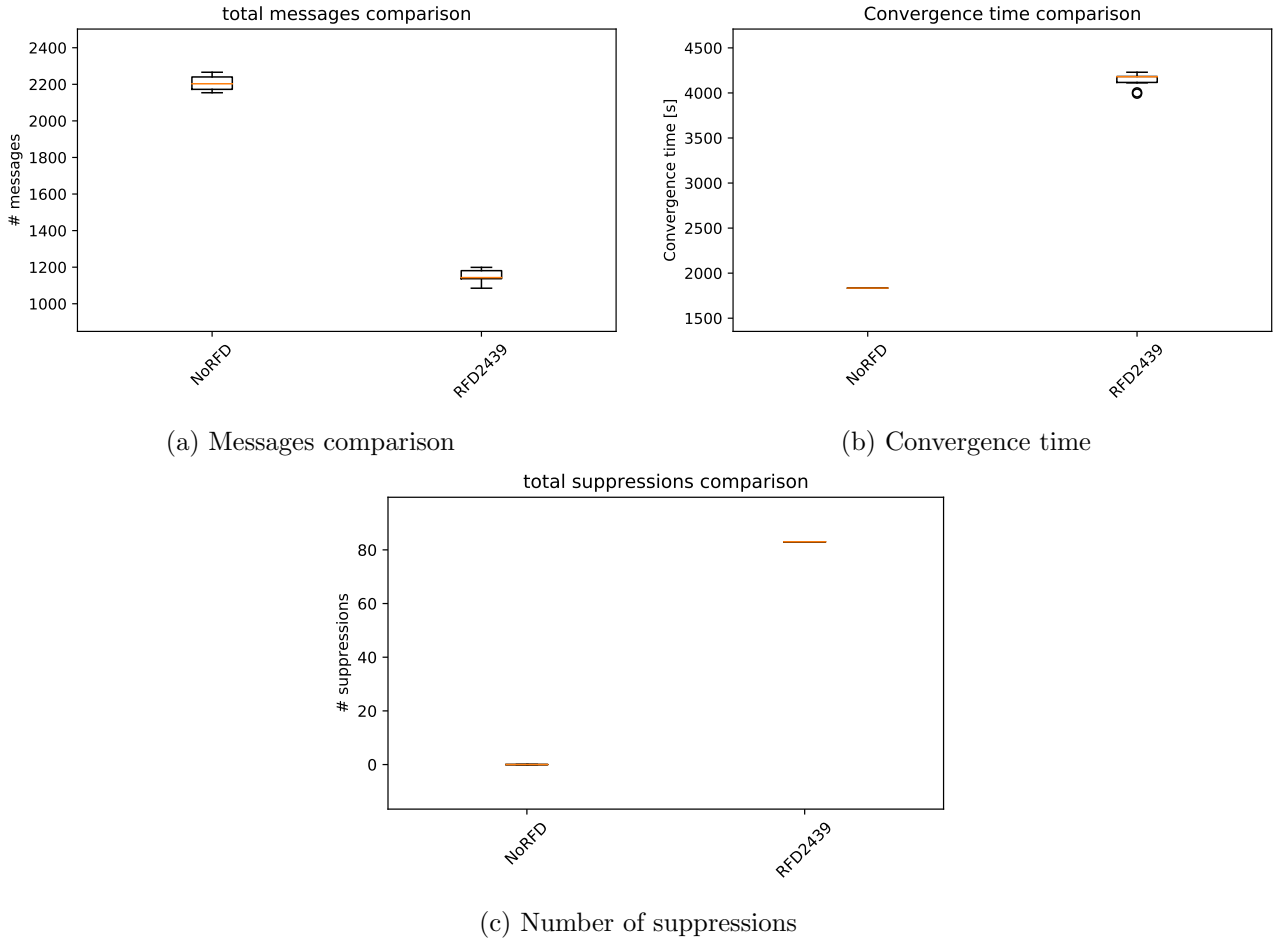 total messages comparison
# messages
2400
2200
2000
1800
1600
1400
1200
1000
NoRFD
RFD2439
(a) Messages comparison
Convergence time comparison
Convergence time [s]
4500
4000
3500
3000
2500
2000
1500
NoRFD
RFD2439
(b) Convergence time
total suppressions comparison
# suppressions
80
60
40
20
0
NoRFD
RFD2439
(c) Number of suppressions